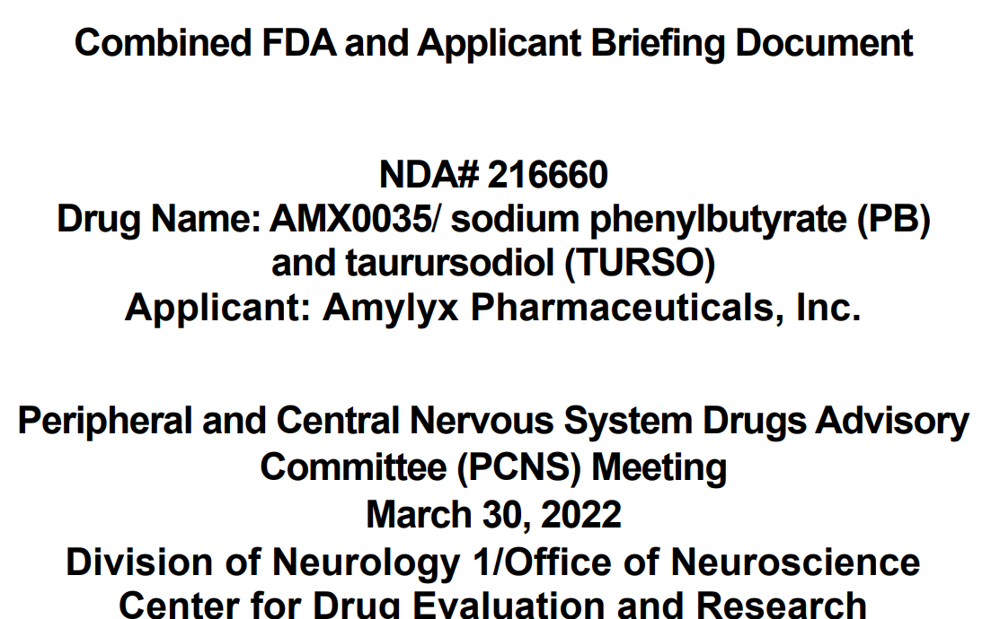 Combined FDA and Applicant Briefing Document
NDA# 216660
Drug Name: AMX0035/ sodium phenylbutyrate (PB)
and taurursodiol (TURSO)
Applicant: Amylyx Pharmaceuticals, Inc.
Peripheral and Central Nervous System Drugs Advisory
Committee (PCNS) Meeting
March 30, 2022
Division of Neurology 1/Office of Neuroscience
Center for Drug Evaluation and Research